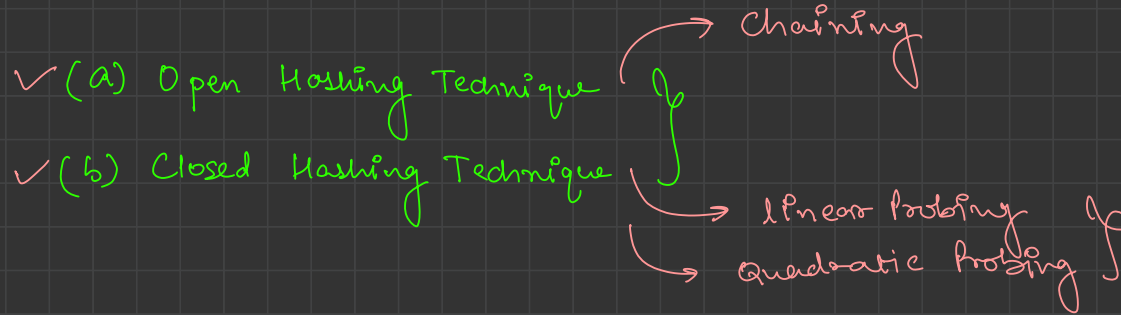 Chaining
(a) Open Hashing Technique
(b) Closed Hashing Technique
linear Probing
Quadratic Probing